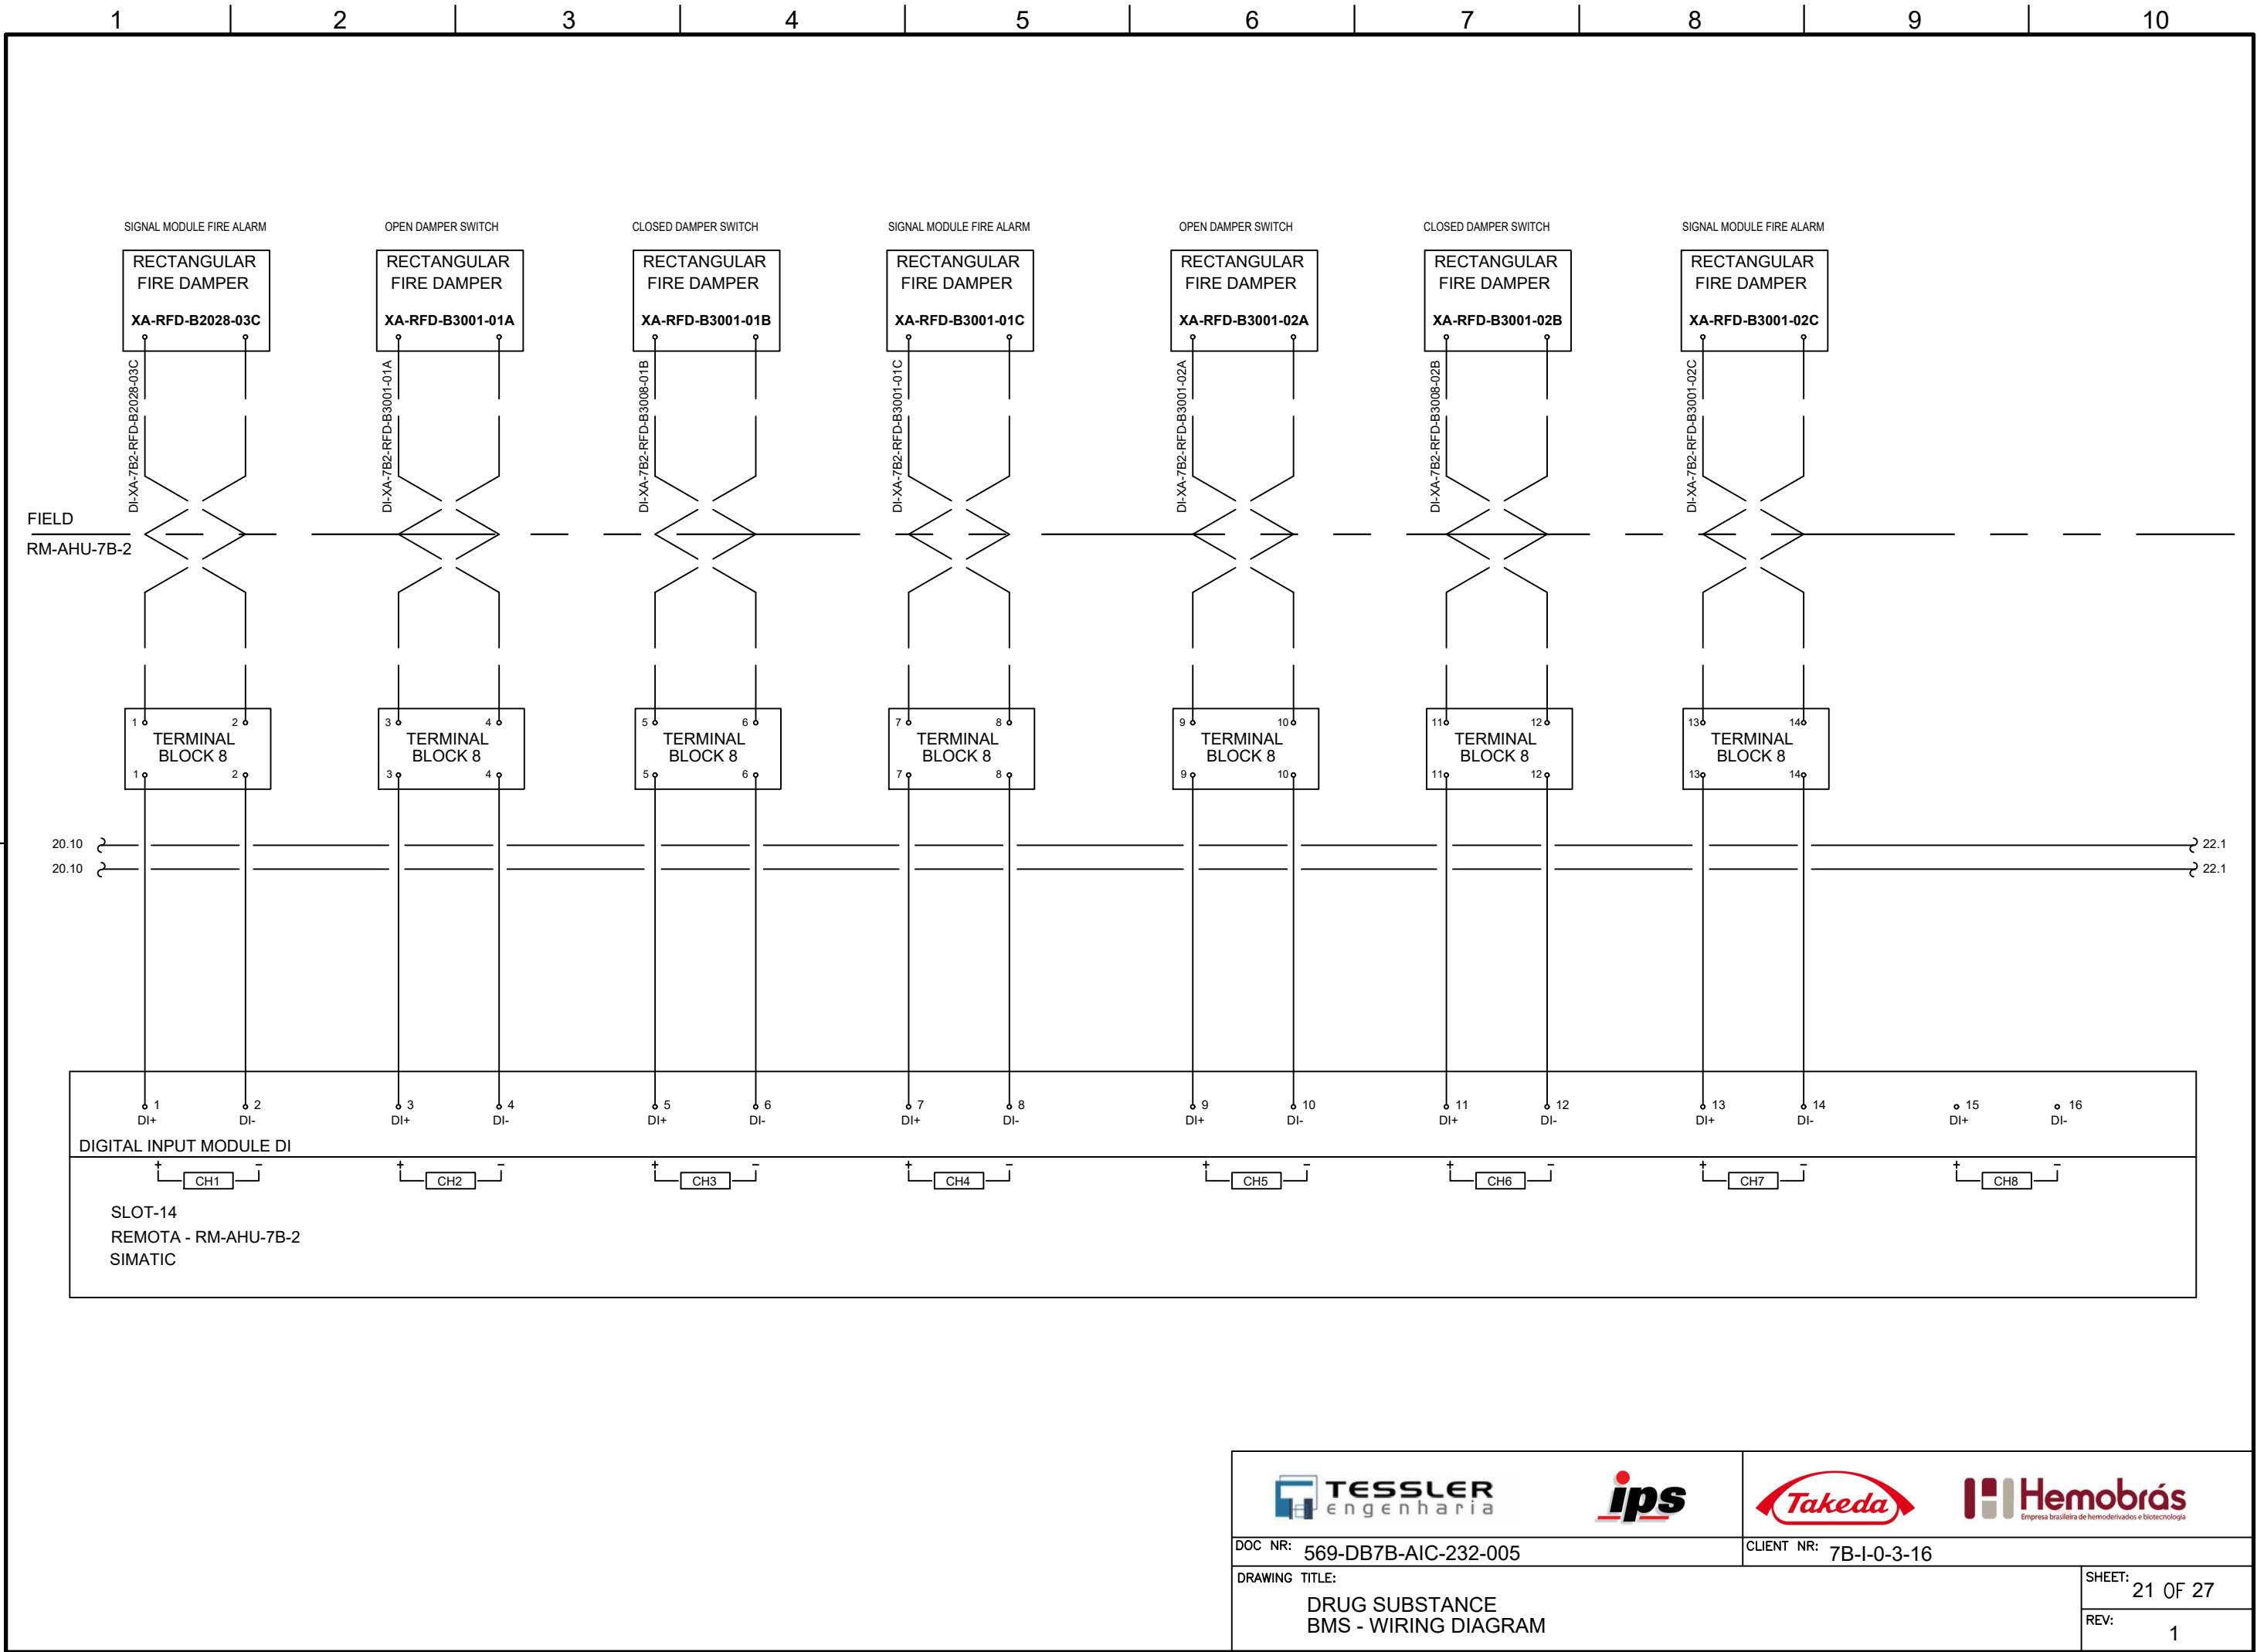 1 2 3 4 5 6 7 8 9 10
SIGNAL MODULE FIRE ALARM
OPEN DAMPER SWITCH
CLOSED DAMPER SWITCH
SIGNAL MODULE FIRE ALARM
OPEN DAMPER SWITCH
CLOSED DAMPER SWITCH
SIGNAL MODULE FIRE ALARM
RECTANGULAR
FIRE DAMPER
XA-RFD-B2028-03C
RECTANGULAR
FIRE DAMPER
XA-RFD-B3001-01A
RECTANGULAR
FIRE DAMPER
XA-RFD-B3001-01B
RECTANGULAR
FIRE DAMPER
XA-RFD-B3001-01C
RECTANGULAR
FIRE DAMPER
XA-RFD-B3001-02A
RECTANGULAR
FIRE DAMPER
XA-RFD-B3001-02B
RECTANGULAR
FIRE DAMPER
XA-RFD-B3001-02C
DI-XA-7B2-RFD-B2028-03C
DI-XA-7B2-RFD-B3001-01A
DI-XA-7B2-RFD-B3008-01B
DI-XA-7B2-RFD-B3001-01C
DI-XA-7B2-RFD-B3001-02A
DI-XA-7B2-RFD-B3008-02B
DI-XA-7B2-RFD-B3001-02C
FIELD
RM-AHU-7B-2
1 2
TERMINAL
BLOCK 8
1 2
3 4
TERMINAL
BLOCK 8
3 4
5 6
TERMINAL
BLOCK 8
5 6
7 8
TERMINAL
BLOCK 8
7 8
9 10
TERMINAL
BLOCK 8
9 10
11 12
TERMINAL
BLOCK 8
11 12
13 14
TERMINAL
BLOCK 8
13 14
20.10 22.1
20.10 22.1
1 2 3 4 5 6 7 8 9 10 11 12 13 14 15 16
DI+ DI- DI+ DI- DI+ DI- DI+ DI- DI+ DI- DI+ DI- DI+ DI- DI+ DI-
DIGITAL INPUT MODULE DI
+ - + - + - + - + - + - + - + -
CH1 CH2 CH3 CH4 CH5 CH6 CH7 CH8
SLOT-14
REMOTA - RM-AHU-7B-2
SIMATIC
TESSLER
engenharia
ips
Takeda
Hemobrás
Empresa brasileira de hemoderivados e biotecnologia
DOC NR: 569-DB7B-AIC-232-005
CLIENT NR: 7B-I-0-3-16
DRAWING TITLE:
DRUG SUBSTANCE
BMS - WIRING DIAGRAM
SHEET: 21 OF 27
REV: 1